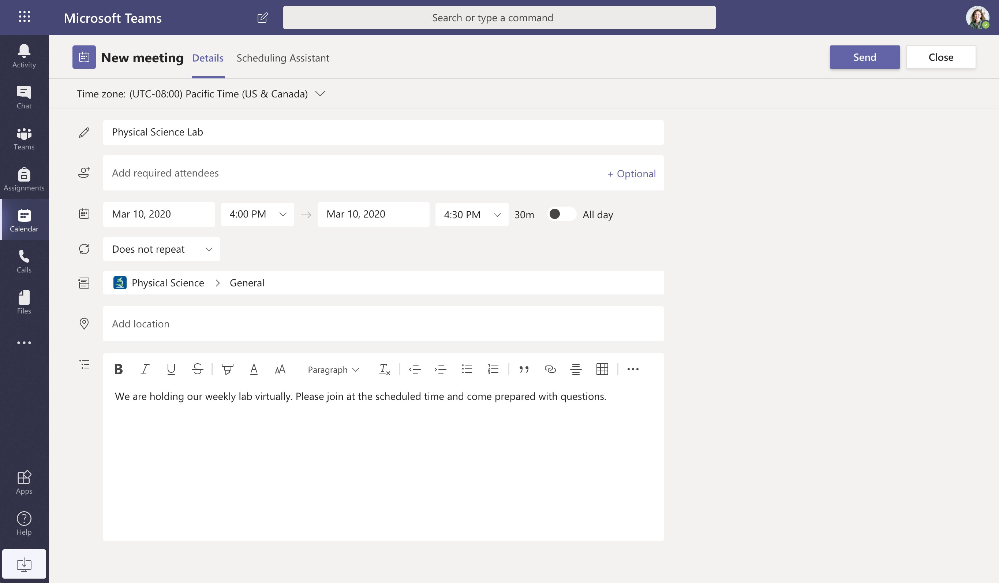 Microsoft Teams
Search or type a command
Activity
Chat
Teams
Assignments
Calendar
Calls
Files
Apps
Help
New meeting Details Scheduling Assistant Send Close
Time zone: (UTC-08:00) Pacific Time (US & Canada)
Physical Science Lab
Add required attendees + Optional
Mar 10, 2020 4:00 PM Mar 10, 2020 4:30 PM 30m All day
Does not repeat
Physical Science > General
Add location
B I U S A AA Paragraph Tx
We are holding our weekly lab virtually. Please join at the scheduled time and come prepared with questions.